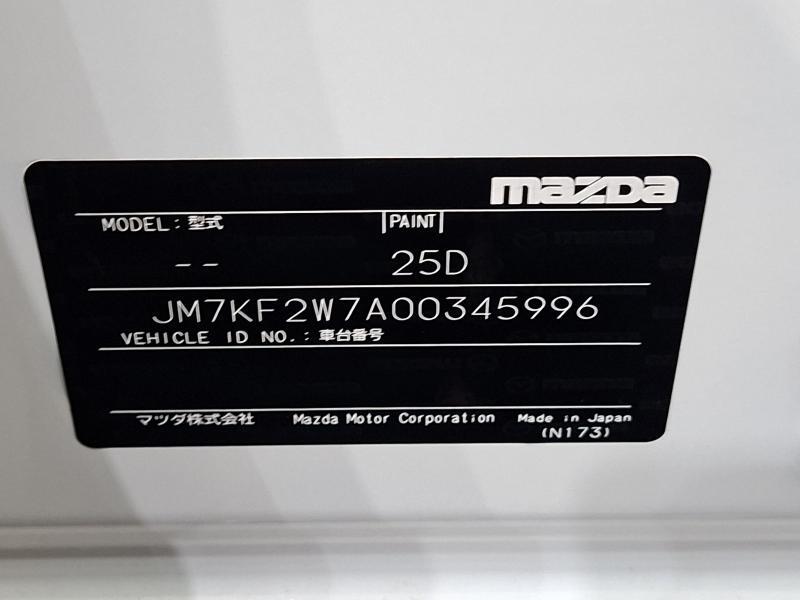 mazda
MODEL : 型式 PAINT
-- 25D
JM7KF2W7A00345996
VEHICLE ID NO. : 車台番号
マツダ株式会社 Mazda Motor Corporation Made in Japan
(N173)